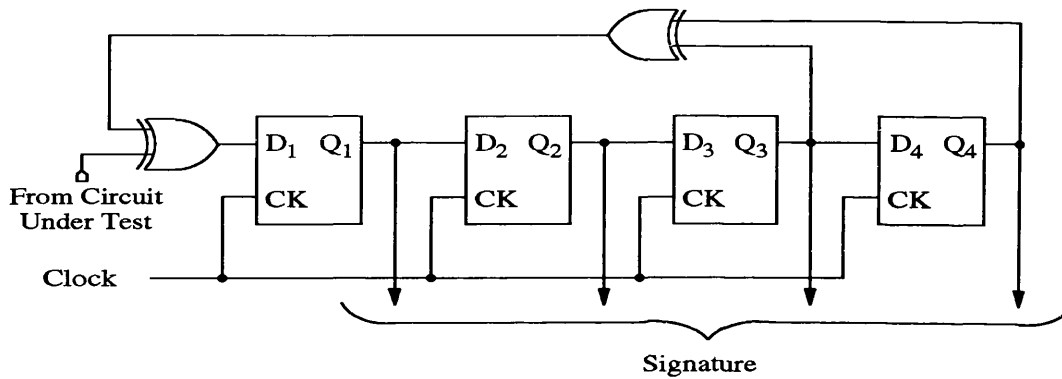 D1 Q1 D2 Q2 D3 Q3 D4 Q4
CK CK CK CK
From Circuit
Under Test
Clock
Signature